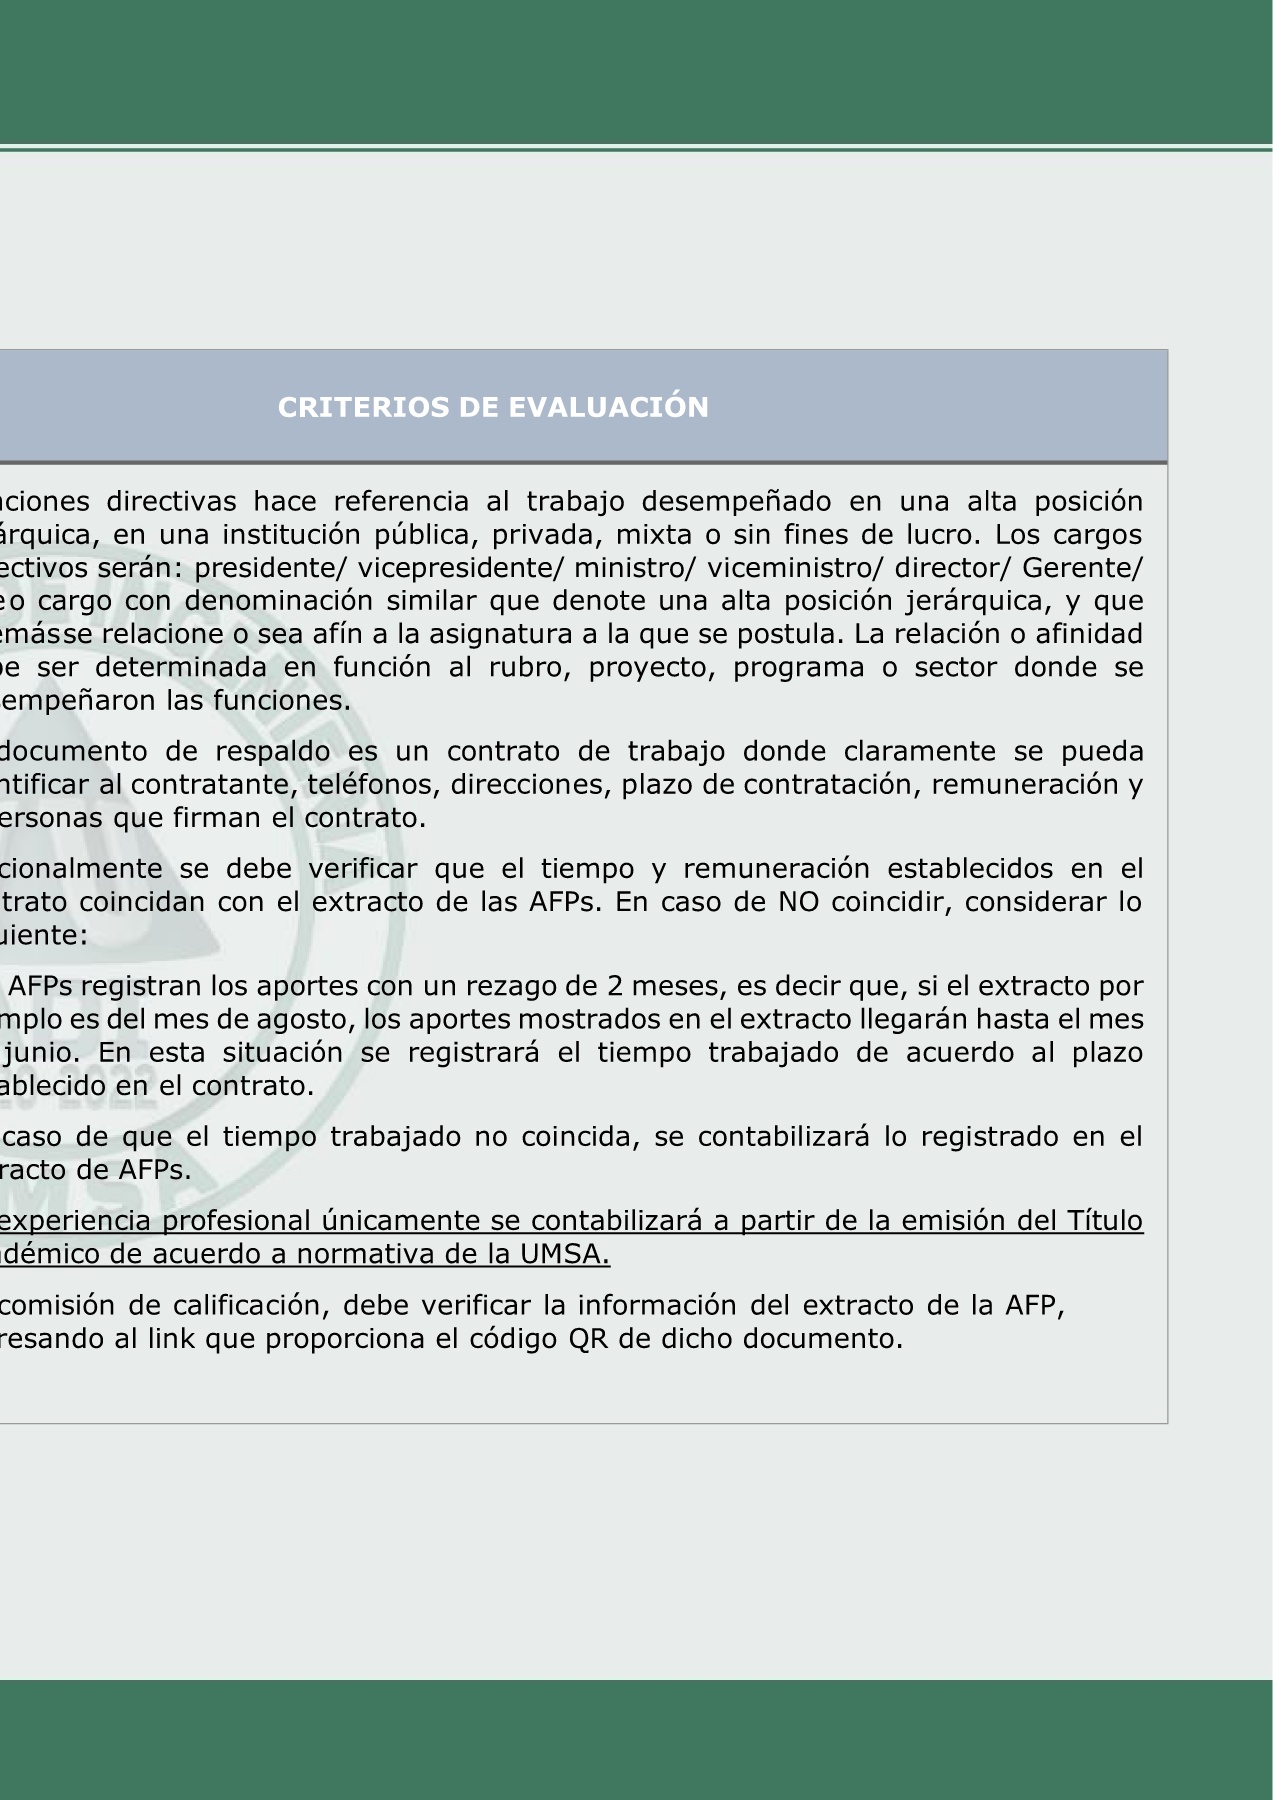 CRITERIOS DE EVALUACIÓN
nciones directivas hace referencia al trabajo desempeñado en una alta posición
árquica, en una institución pública, privada, mixta o sin fines de lucro. Los cargos
ectivos serán: presidente/ vicepresidente/ ministro/ viceministro/ director/ Gerente/
e o cargo con denominación similar que denote una alta posición jerárquica, y que
emás se relacione o sea afín a la asignatura a la que se postula. La relación o afinidad
be ser determinada en función al rubro, proyecto, programa o sector donde se
empeñaron las funciones.
documento de respaldo es un contrato de trabajo donde claramente se pueda
ntificar al contratante, teléfonos, direcciones, plazo de contratación, remuneración y
ersonas que firman el contrato.
cionalmente se debe verificar que el tiempo y remuneración establecidos en el
trato coincidan con el extracto de las AFPs. En caso de NO coincidir, considerar lo
uiente:
AFPs registran los aportes con un rezago de 2 meses, es decir que, si el extracto por
mplo es del mes de agosto, los aportes mostrados en el extracto llegarán hasta el mes
junio. En esta situación se registrará el tiempo trabajado de acuerdo al plazo
ablecido en el contrato.
caso de que el tiempo trabajado no coincida, se contabilizará lo registrado en el
racto de AFPs.
experiencia profesional únicamente se contabilizará a partir de la emisión del Título
adémico de acuerdo a normativa de la UMSA.
comisión de calificación, debe verificar la información del extracto de la AFP,
resando al link que proporciona el código QR de dicho documento.
DE INGENIERIA
2022
MSA